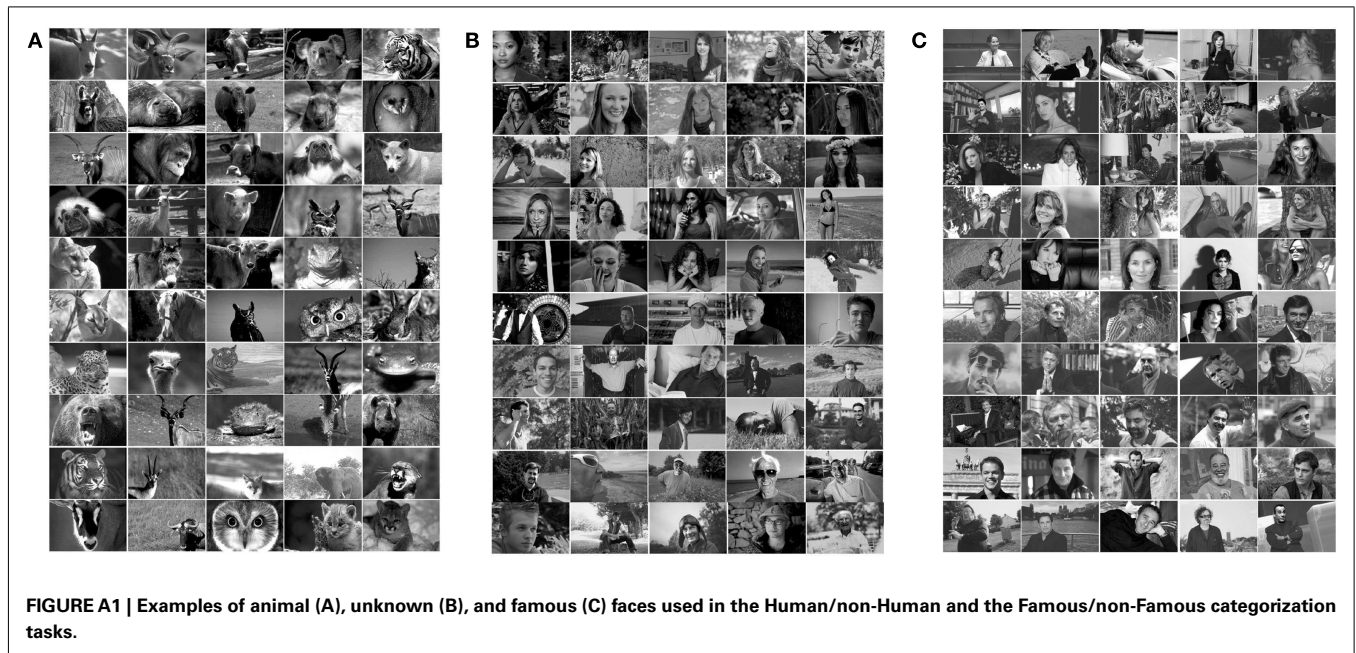 A
B
C
FIGURE A1 | Examples of animal (A), unknown (B), and famous (C) faces used in the Human/non-Human and the Famous/non-Famous categorization
tasks.